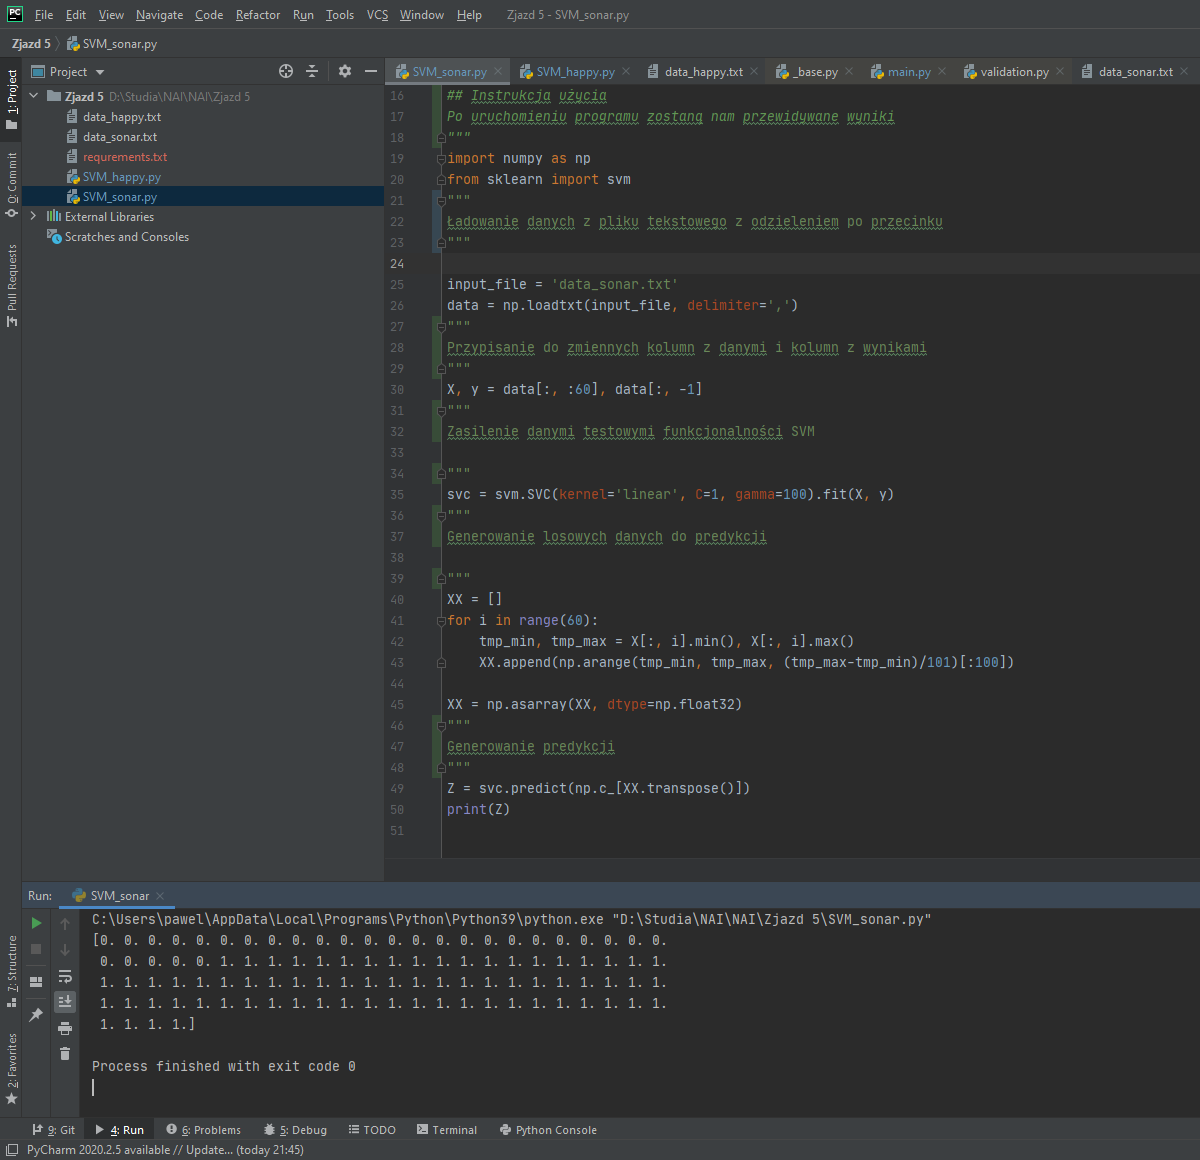 File Edit View Navigate Code Refactor Run Tools VCS Window Help Zjazd 5 - SVM_sonar.py
Zjazd 5 SVM_sonar.py
Project
SVM_sonar.py SVM_happy.py data_happy.txt _base.py main.py validation.py data_sonar.txt
1: Project
0: Commit
Pull Requests
7: Structure
2: Favorites
Zjazd 5 D:\Studia\NAI\NAI\Zjazd 5
data_happy.txt
data_sonar.txt
requrements.txt
SVM_happy.py
SVM_sonar.py
External Libraries
Scratches and Consoles
16 ## Instrukcja użycia
17 Po uruchomieniu programu zostaną nam przewidywane wyniki
18 """
19 import numpy as np
20 from sklearn import svm
21 """
22 Ładowanie danych z pliku tekstowego z odzieleniem po przecinku
23 """
24
25 input_file = 'data_sonar.txt'
26 data = np.loadtxt(input_file, delimiter=',')
27 """
28 Przypisanie do zmiennych kolumn z danymi i kolumn z wynikami
29 """
30 X, y = data[:, :60], data[:, -1]
31 """
32 Zasilenie danymi testowymi funkcjonalności SVM
33
34 """
35 svc = svm.SVC(kernel='linear', C=1, gamma=100).fit(X, y)
36 """
37 Generowanie losowych danych do predykcji
38
39 """
40 XX = []
41 for i in range(60):
42     tmp_min, tmp_max = X[:, i].min(), X[:, i].max()
43     XX.append(np.arange(tmp_min, tmp_max, (tmp_max-tmp_min)/101)[:100])
44
45 XX = np.asarray(XX, dtype=np.float32)
46 """
47 Generowanie predykcji
48 """
49 Z = svc.predict(np.c_[XX.transpose()])
50 print(Z)
51
Run: SVM_sonar
C:\Users\pawel\AppData\Local\Programs\Python\Python39\python.exe "D:\Studia\NAI\NAI\Zjazd 5\SVM_sonar.py"
[0. 0. 0. 0. 0. 0. 0. 0. 0. 0. 0. 0. 0. 0. 0. 0. 0. 0. 0. 0. 0. 0. 0. 0.
 0. 0. 0. 0. 0. 1. 1. 1. 1. 1. 1. 1. 1. 1. 1. 1. 1. 1. 1. 1. 1. 1. 1. 1.
 1. 1. 1. 1. 1. 1. 1. 1. 1. 1. 1. 1. 1. 1. 1. 1. 1. 1. 1. 1. 1. 1. 1. 1.
 1. 1. 1. 1. 1. 1. 1. 1. 1. 1. 1. 1. 1. 1. 1. 1. 1. 1. 1. 1. 1. 1. 1. 1.
 1. 1. 1. 1.]
Process finished with exit code 0
9: Git 4: Run 6: Problems 5: Debug TODO Terminal Python Console
PyCharm 2020.2.5 available // Update... (today 21:45)